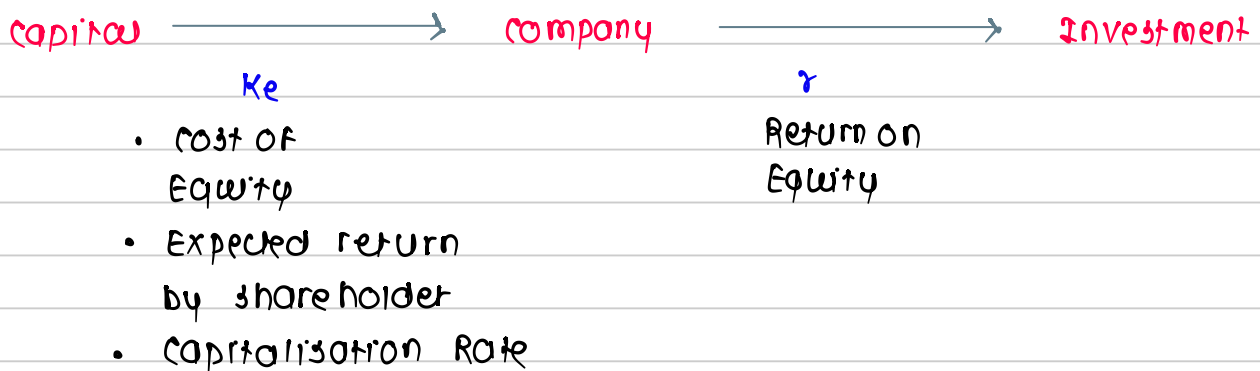 Capital → Company → Investment
Ke r
• Cost of Return on
Equity Equity
• Expected return
by shareholder
• Capitalisation Rate